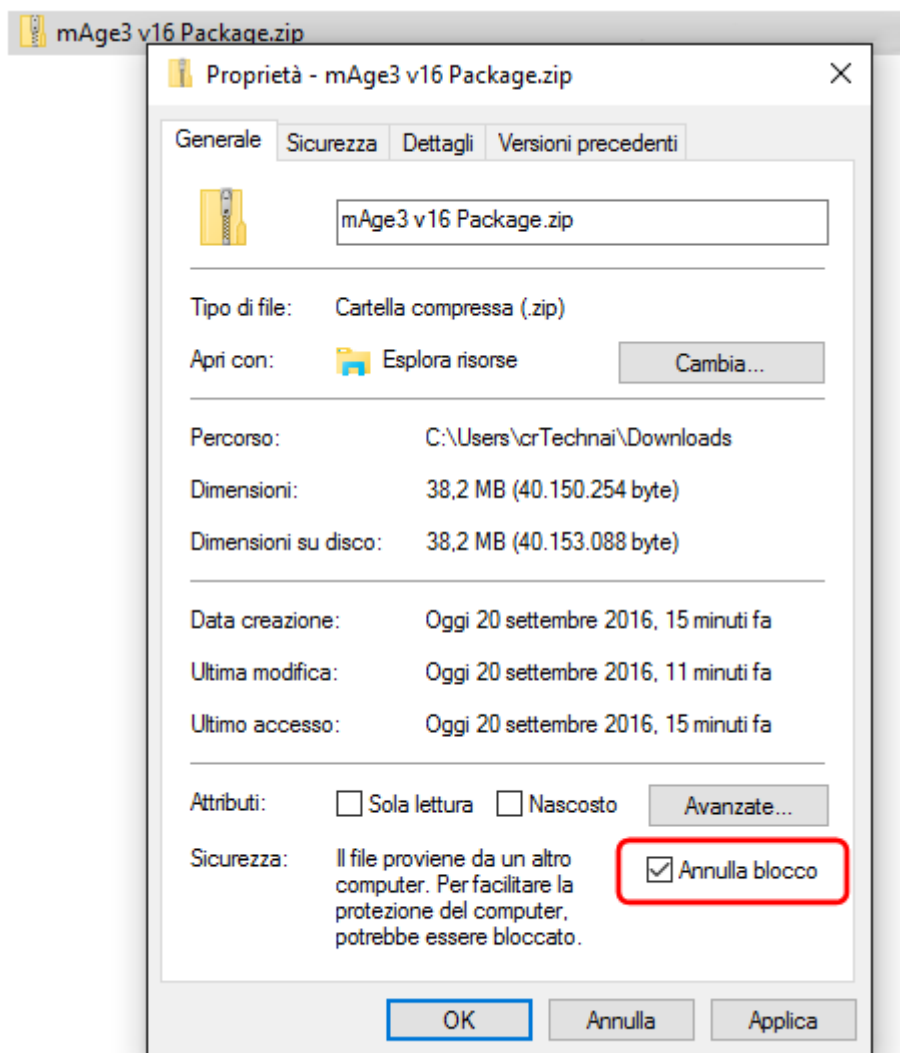 mAge3 v16 Package.zip
Proprietà - mAge3 v16 Package.zip
Generale Sicurezza Dettagli Versioni precedenti
mAge3 v16 Package.zip
Tipo di file: Cartella compressa (.zip)
Apri con: Esplora risorse Cambia...
Percorso: C:\Users\crTechnai\Downloads
Dimensioni: 38,2 MB (40.150.254 byte)
Dimensioni su disco: 38,2 MB (40.153.088 byte)
Data creazione: Oggi 20 settembre 2016, 15 minuti fa
Ultima modifica: Oggi 20 settembre 2016, 11 minuti fa
Ultimo accesso: Oggi 20 settembre 2016, 15 minuti fa
Attributi: Sola lettura Nascosto Avanzate...
Sicurezza: Il file proviene da un altro Annulla blocco
computer. Per facilitare la
protezione del computer,
potrebbe essere bloccato.
OK Annulla Applica